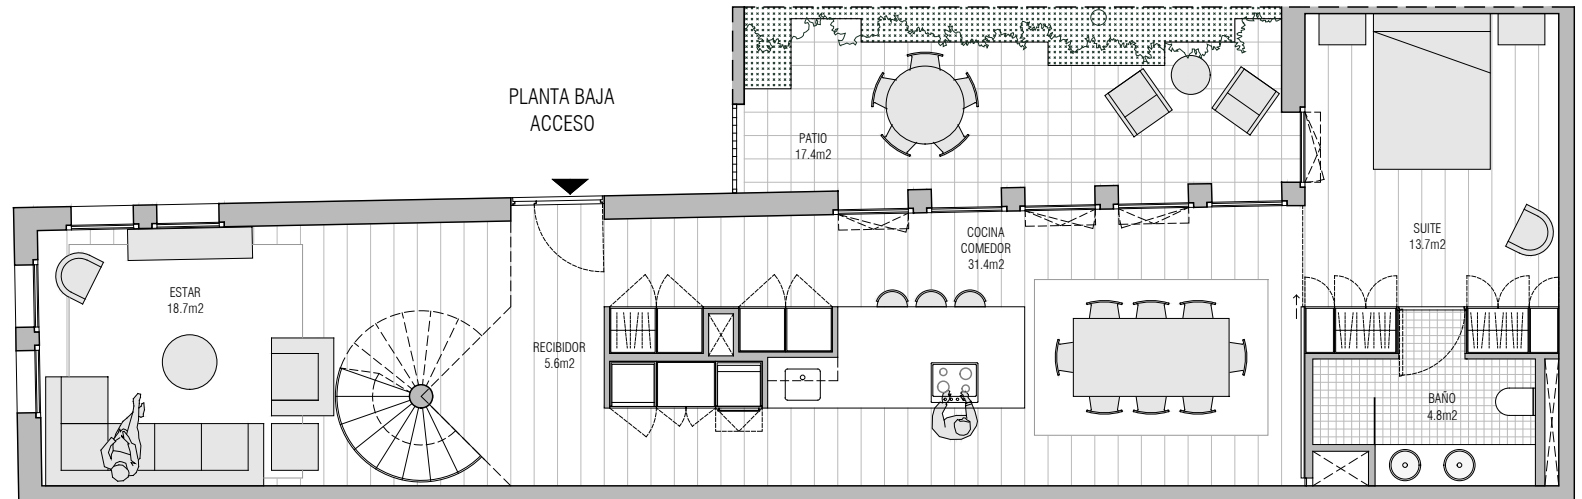 PLANTA BAJA
ACCESO
PATIO
17.4m2
COCINA
COMEDOR
31.4m2
SUITE
13.7m2
ESTAR
18.7m2
RECIBIDOR
5.6m2
BAÑO
4.8m2